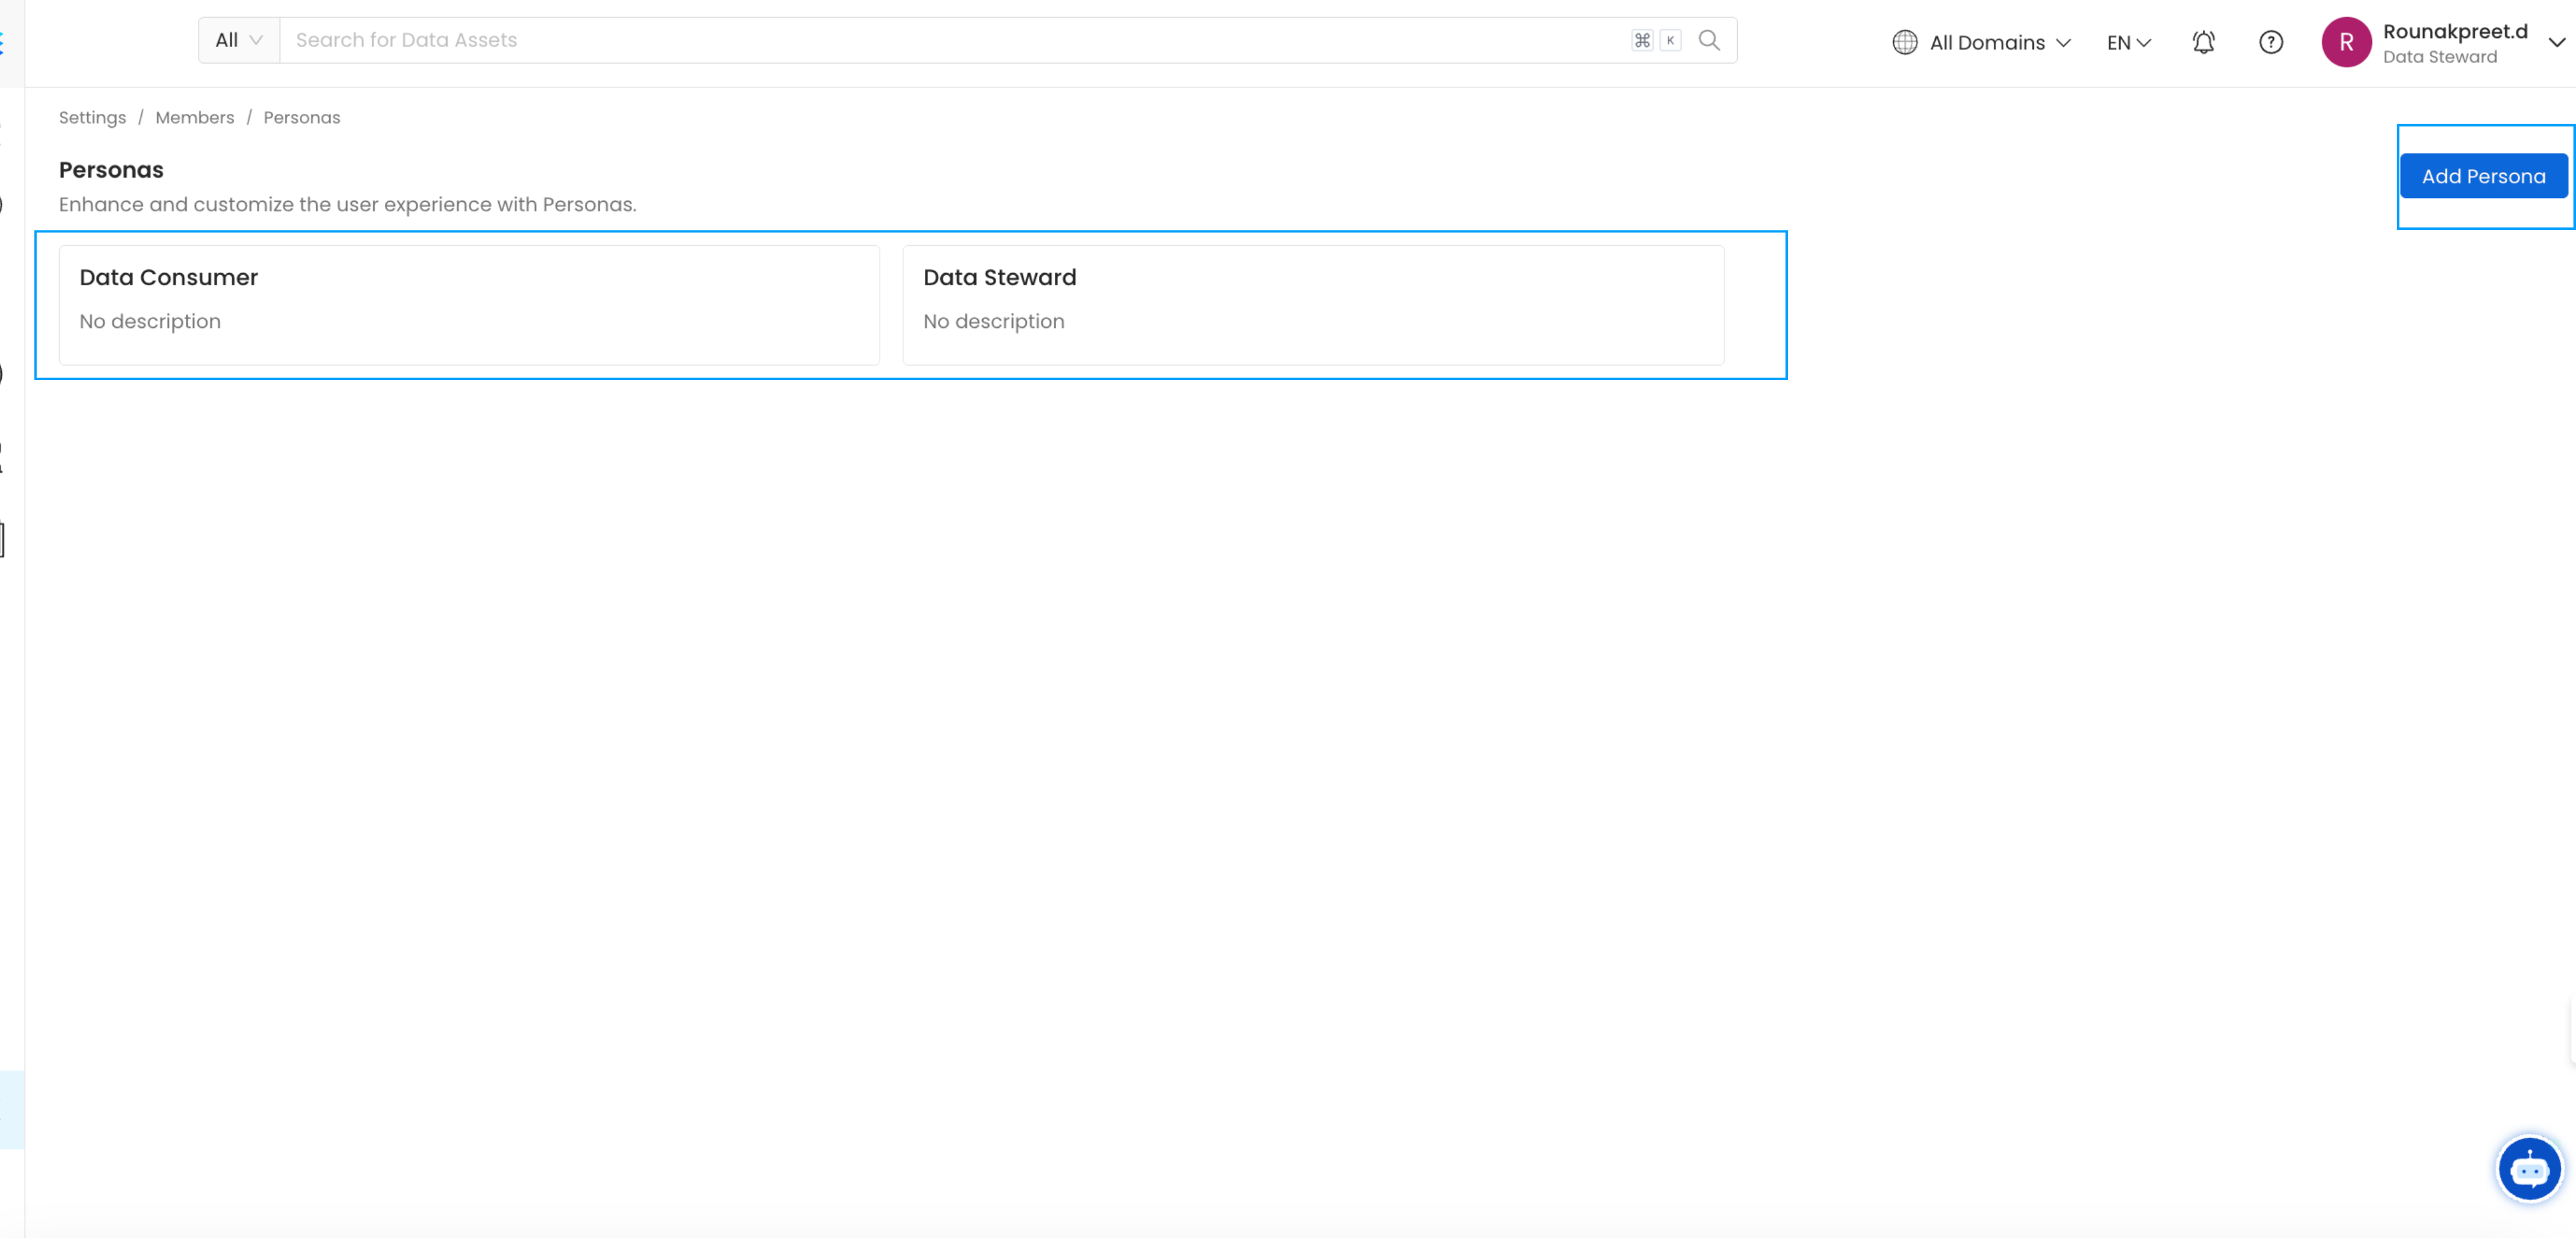 All
Search for Data Assets
⌘ K
All Domains
EN
R
Rounakpreet.d
Data Steward
Settings / Members / Personas
Personas
Enhance and customize the user experience with Personas.
Add Persona
Data Consumer
No description
Data Steward
No description